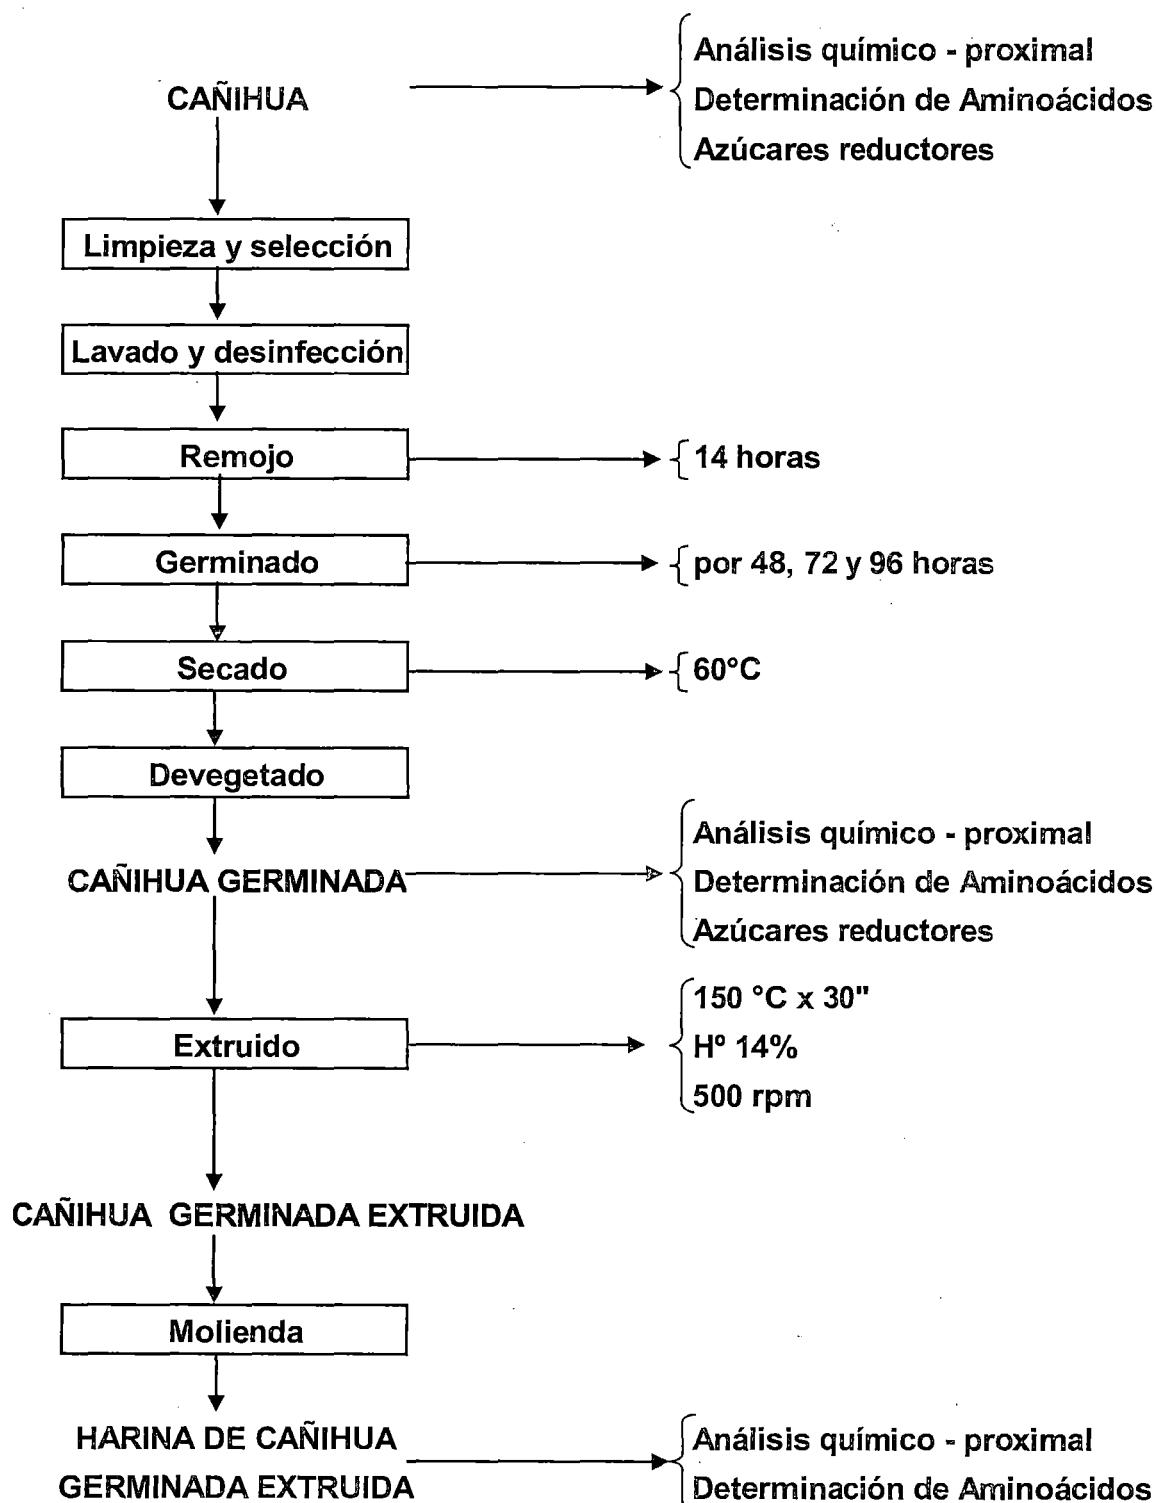 CAÑIHUA
Análisis químico - proximal
Determinación de Aminoácidos
Azúcares reductores
Limpieza y selección
Lavado y desinfección
Remojo
14 horas
Germinado
por 48, 72 y 96 horas
Secado
60°C
Devegetado
CAÑIHUA GERMINADA
Análisis químico - proximal
Determinación de Aminoácidos
Azúcares reductores
Extruido
150 °C x 30"
Hº 14%
500 rpm
CAÑIHUA GERMINADA EXTRUIDA
Molienda
HARINA DE CAÑIHUA
GERMINADA EXTRUIDA
Análisis químico - proximal
Determinación de Aminoácidos